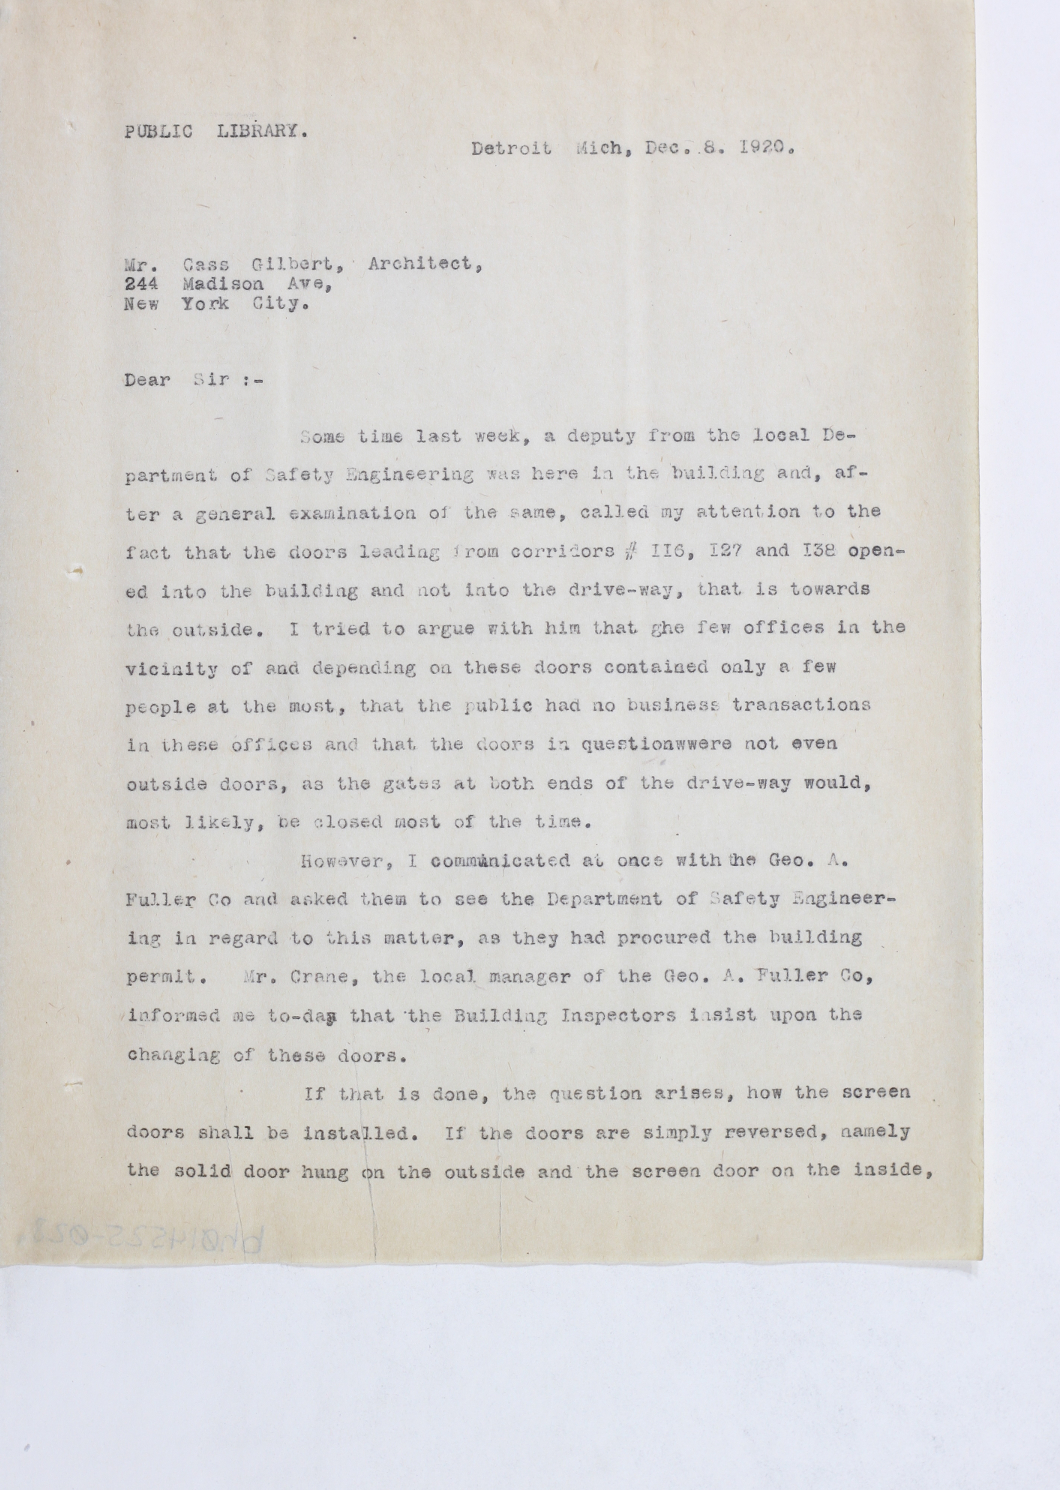 PUBLIC LIBRARY.
Detroit Mich, Dec. 8. I920.
Mr. Cass Gilbert, Architect,
244 Madison Ave,
New York City.
Dear Sir :-
Some time last week, a deputy from the local De-
partment of Safety Engineering was here in the building and, af-
ter a general examination of the same, called my attention to the
fact that the doors leading from corridors # II6, I27 and I38 open-
ed into the building and not into the drive-way, that is towards
the outside. I tried to argue with him that ghe few offices in the
vicinity of and depending on these doors contained only a few
people at the most, that the public had no business transactions
in these offices and that the doors in questionwwere not even
outside doors, as the gates at both ends of the drive-way would,
most likely, be closed most of the time.
However, I communicated at once with the Geo. A.
Fuller Co and asked them to see the Department of Safety Engineer-
ing in regard to this matter, as they had procured the building
permit. Mr. Crane, the local manager of the Geo. A. Fuller Co,
informed me to-day that the Building Inspectors insist upon the
changing of these doors.
If that is done, the question arises, how the screen
doors shall be installed. If the doors are simply reversed, namely
the solid door hung on the outside and the screen door on the inside,